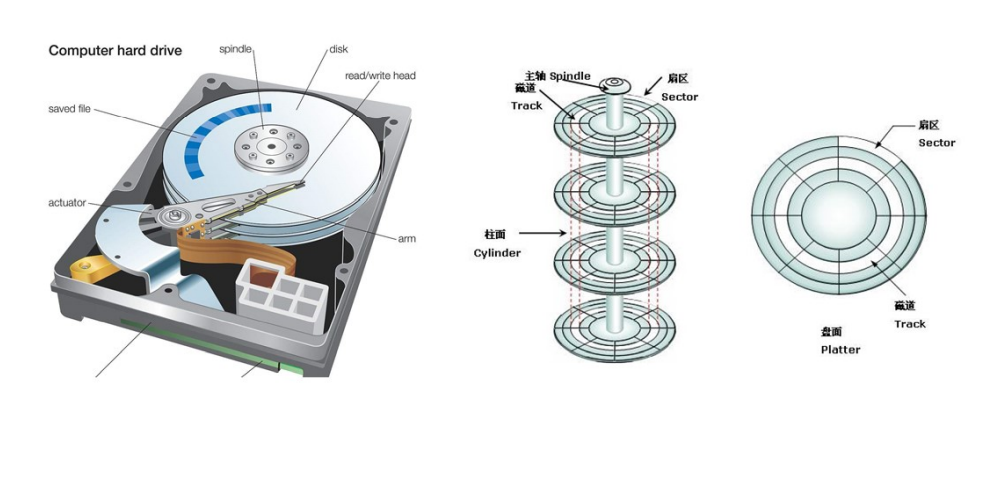 Computer hard drive
spindle
disk
read/write head
saved file
actuator
arm
主轴 Spindle
磁道
Track
扇区
Sector
柱面
Cylinder
扇区
Sector
磁道
Track
盘面
Platter